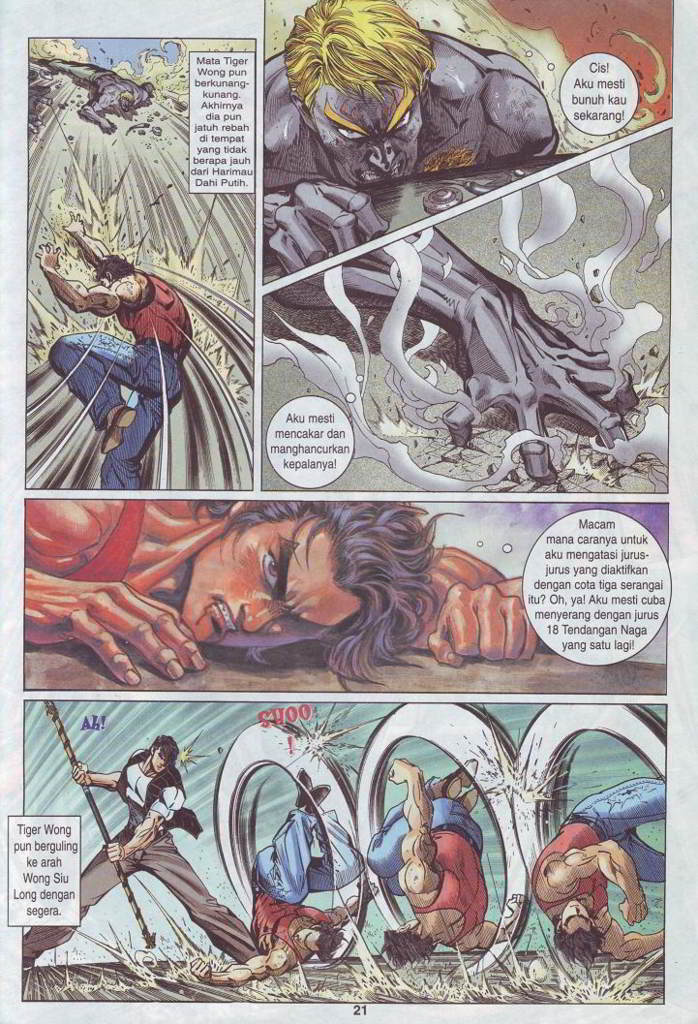 Mata Tiger
Wong pun
berkunang-
kunang.
Akhirnya
dia pun
jatuh rebah
di tempat
yang tidak
berapa jauh
dari Harimau
Dahi Putih.
Cis!
Aku mesti
bunuh kau
sekarang!
Aku mesti
mencakar dan
manghancurkan
kepalanya!
Macam
mana caranya untuk
aku mengatasi jurus-
jurus yang diaktifkan
dengan cota tiga serangai
itu? Oh, ya! Aku mesti cuba
menyerang dengan jurus
18 Tendangan Naga
yang satu lagi!
Ah!
SHOO
!
Tiger Wong
pun berguling
ke arah
Wong Siu
Long dengan
segera.
21